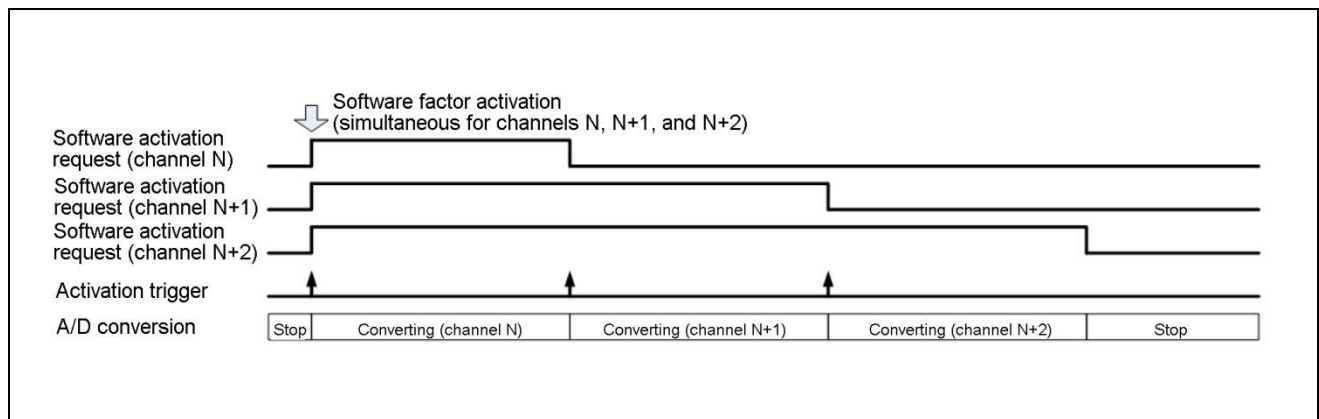 Software factor activation
(simultaneous for channels N, N+1, and N+2)
Software activation
request (channel N)
Software activation
request (channel N+1)
Software activation
request (channel N+2)
Activation trigger
A/D conversion
Stop
Converting (channel N)
Converting (channel N+1)
Converting (channel N+2)
Stop